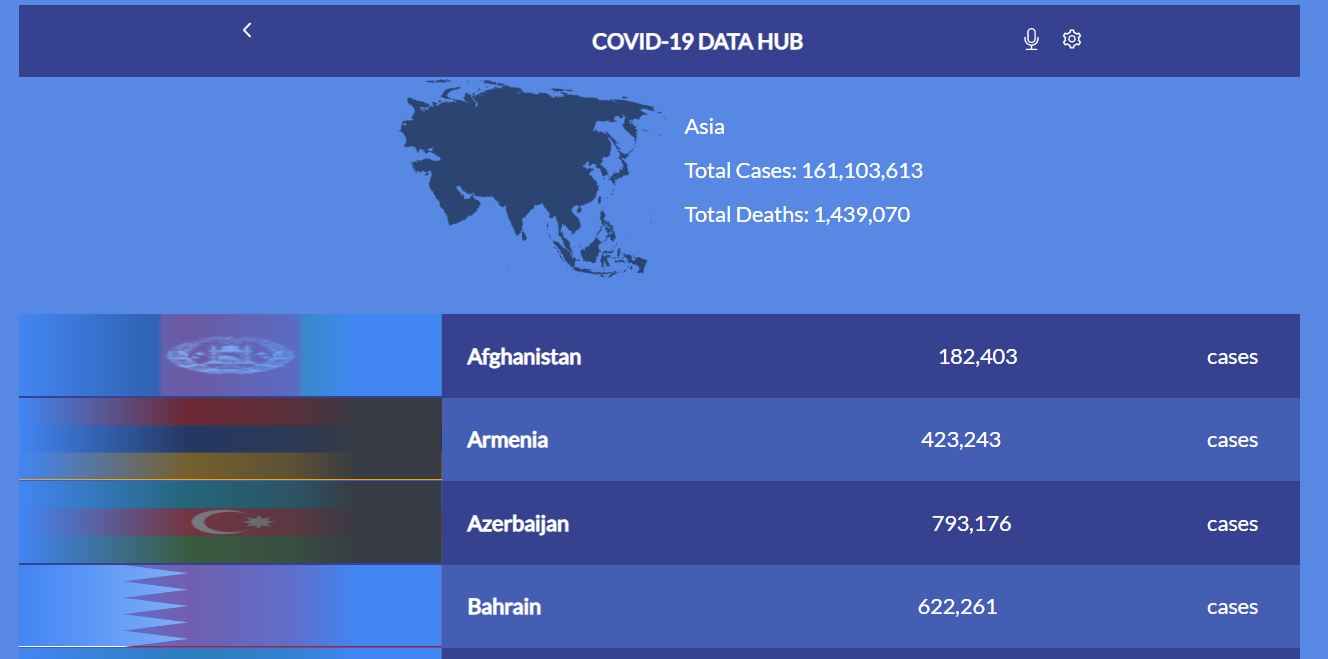 COVID-19 DATA HUB
Asia
Total Cases: 161,103,613
Total Deaths: 1,439,070
Afghanistan 182,403 cases
Armenia 423,243 cases
Azerbaijan 793,176 cases
Bahrain 622,261 cases